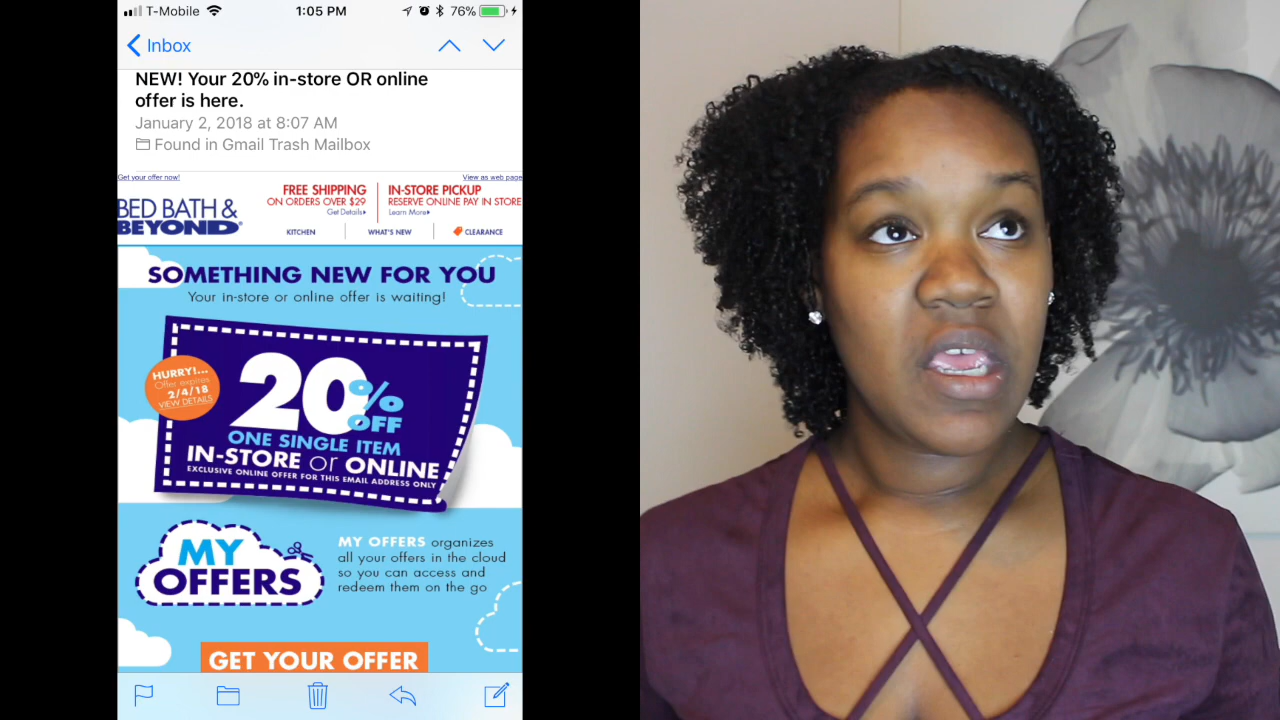 T-Mobile 1:05 PM 76%
Inbox
NEW! Your 20% in-store OR online
offer is here.
January 2, 2018 at 8:07 AM
Found in Gmail Trash Mailbox
Get your offer now! View as web page
BED BATH &
BEYOND®
FREE SHIPPING
ON ORDERS OVER $29
Get Details
IN-STORE PICKUP
RESERVE ONLINE PAY IN STORE
Learn More
KITCHEN WHAT'S NEW CLEARANCE
SOMETHING NEW FOR YOU
Your in-store or online offer is waiting!
HURRY!...
Offer expires
2/4/18
VIEW DETAILS
20%
OFF
ONE SINGLE ITEM
IN-STORE or ONLINE
EXCLUSIVE ONLINE OFFER FOR THIS EMAIL ADDRESS ONLY
MY
OFFERS
MY OFFERS organizes
all your offers in the cloud
so you can access and
redeem them on the go
GET YOUR OFFER